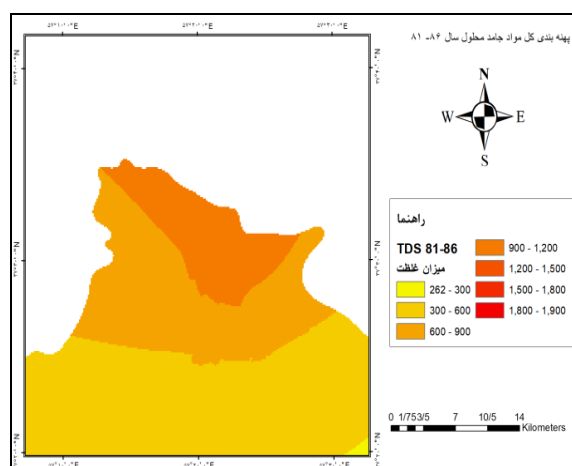 پهنه بندی کل مواد جامد محلول سال ۸۶- ۸۱
N
W E
S
راهنما
TDS 81-86
میزان غلظت
262 - 300
300 - 600
600 - 900
900 - 1,200
1,200 - 1,500
1,500 - 1,800
1,800 - 1,900
0 1/75 3/5 7 10/5 14
Kilometers